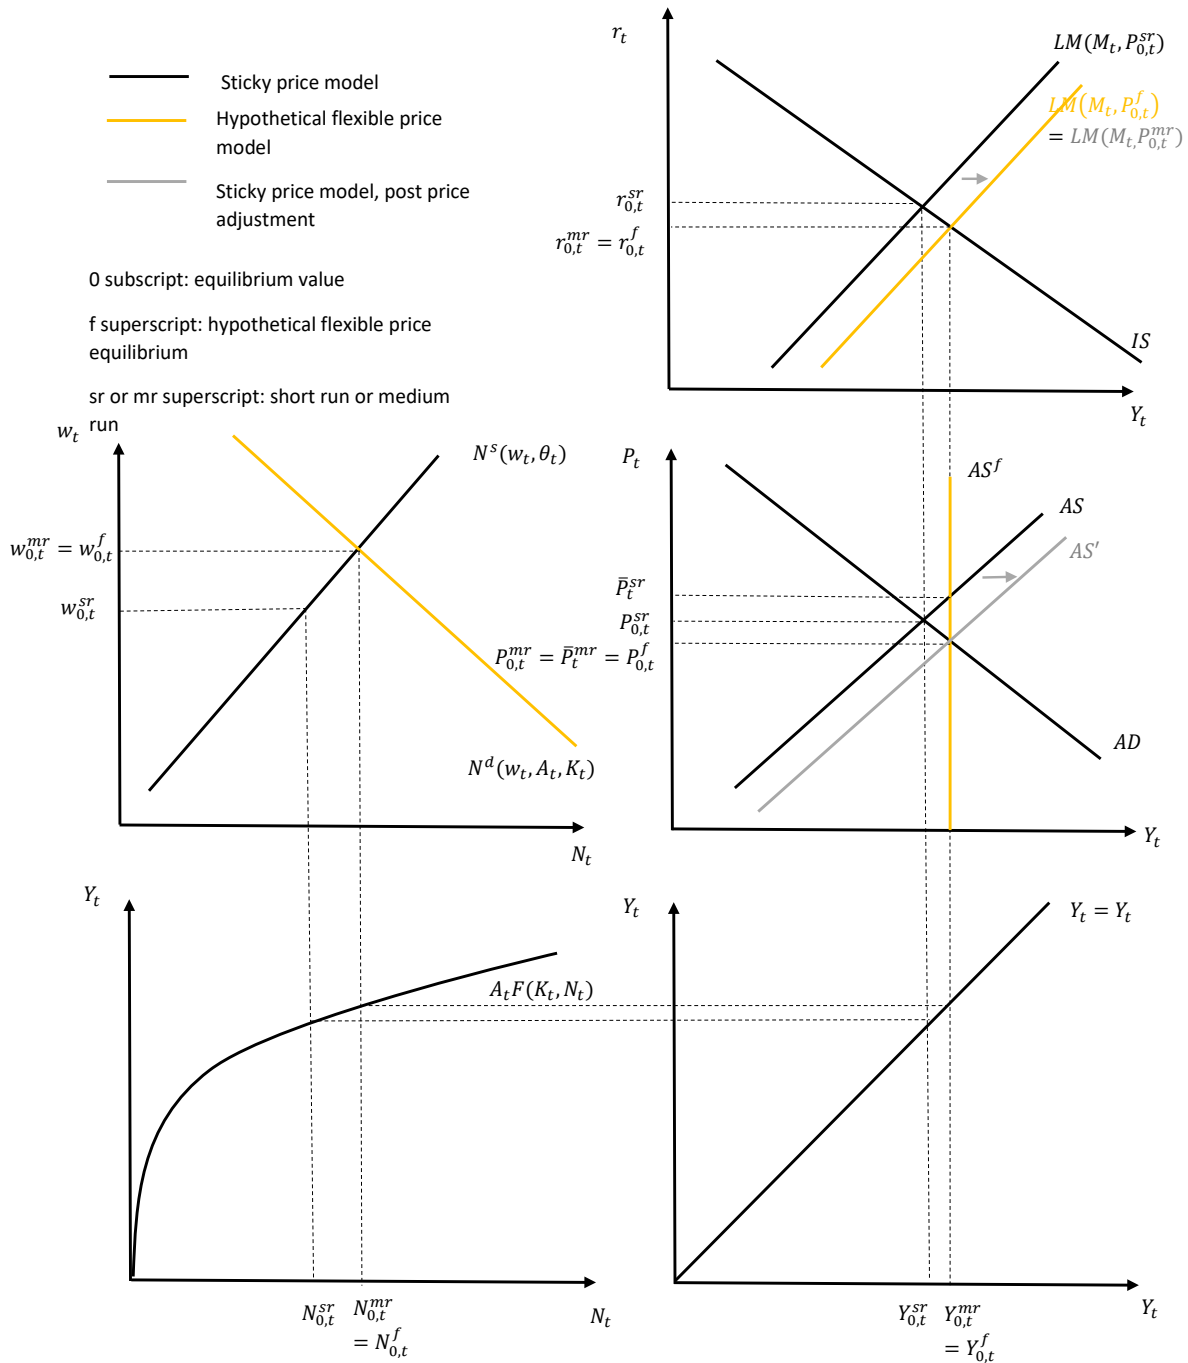 Sticky price model
Hypothetical flexible price
model
Sticky price model, post price
adjustment
0 subscript: equilibrium value
f superscript: hypothetical flexible price
equilibrium
sr or mr superscript: short run or medium
run
r_t
LM(M_t, P_{0,t}^{sr})
LM(M_t, P_{0,t}^f)
= LM(M_{t,}P_{0,t}^{mr})
r_{0,t}^{sr}
r_{0,t}^{mr} = r_{0,t}^f
IS
Y_t
w_t
N^s(w_t, θ_t)
w_{0,t}^{mr} = w_{0,t}^f
w_{0,t}^{sr}
N^d(w_t, A_t, K_t)
N_t
P_t
AS^f
AS
AS′
P̄_t^{sr}
P_{0,t}^{sr}
P_{0,t}^{mr} = P̄_t^{mr} = P_{0,t}^f
AD
Y_t
Y_t
A_tF(K_t, N_t)
N_{0,t}^{sr}
N_{0,t}^{mr}
= N_{0,t}^f
N_t
Y_t
Y_t = Y_t
Y_{0,t}^{sr}
Y_{0,t}^{mr}
= Y_{0,t}^f
Y_t